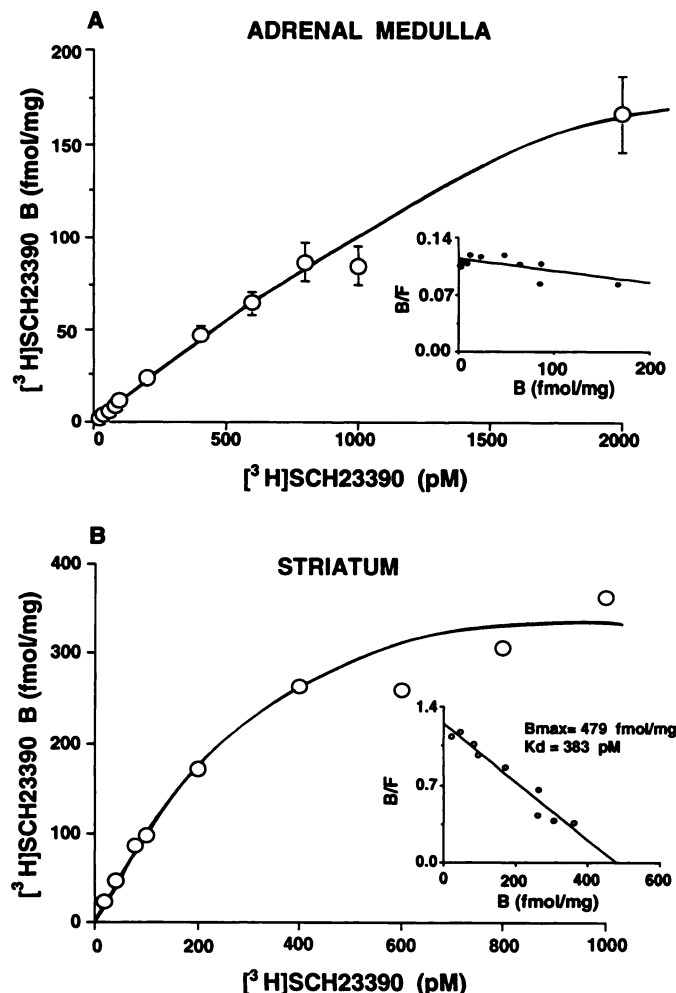 A
ADRENAL MEDULLA
[³H]SCH23390 B (fmol/mg)
200
150
100
50
0
0 500 1000 1500 2000
[³H]SCH23390 (pM)
B/F
0.14
0.07
0.00
0 100 200
B (fmol/mg)
B
STRIATUM
[³H]SCH23390 B (fmol/mg)
400
300
200
100
0
0 200 400 600 800 1000
[³H]SCH23390 (pM)
B/F
1.4
0.7
0.0
Bmax= 479 fmol/mg
Kd = 383 pM
0 200 400 600
B (fmol/mg)